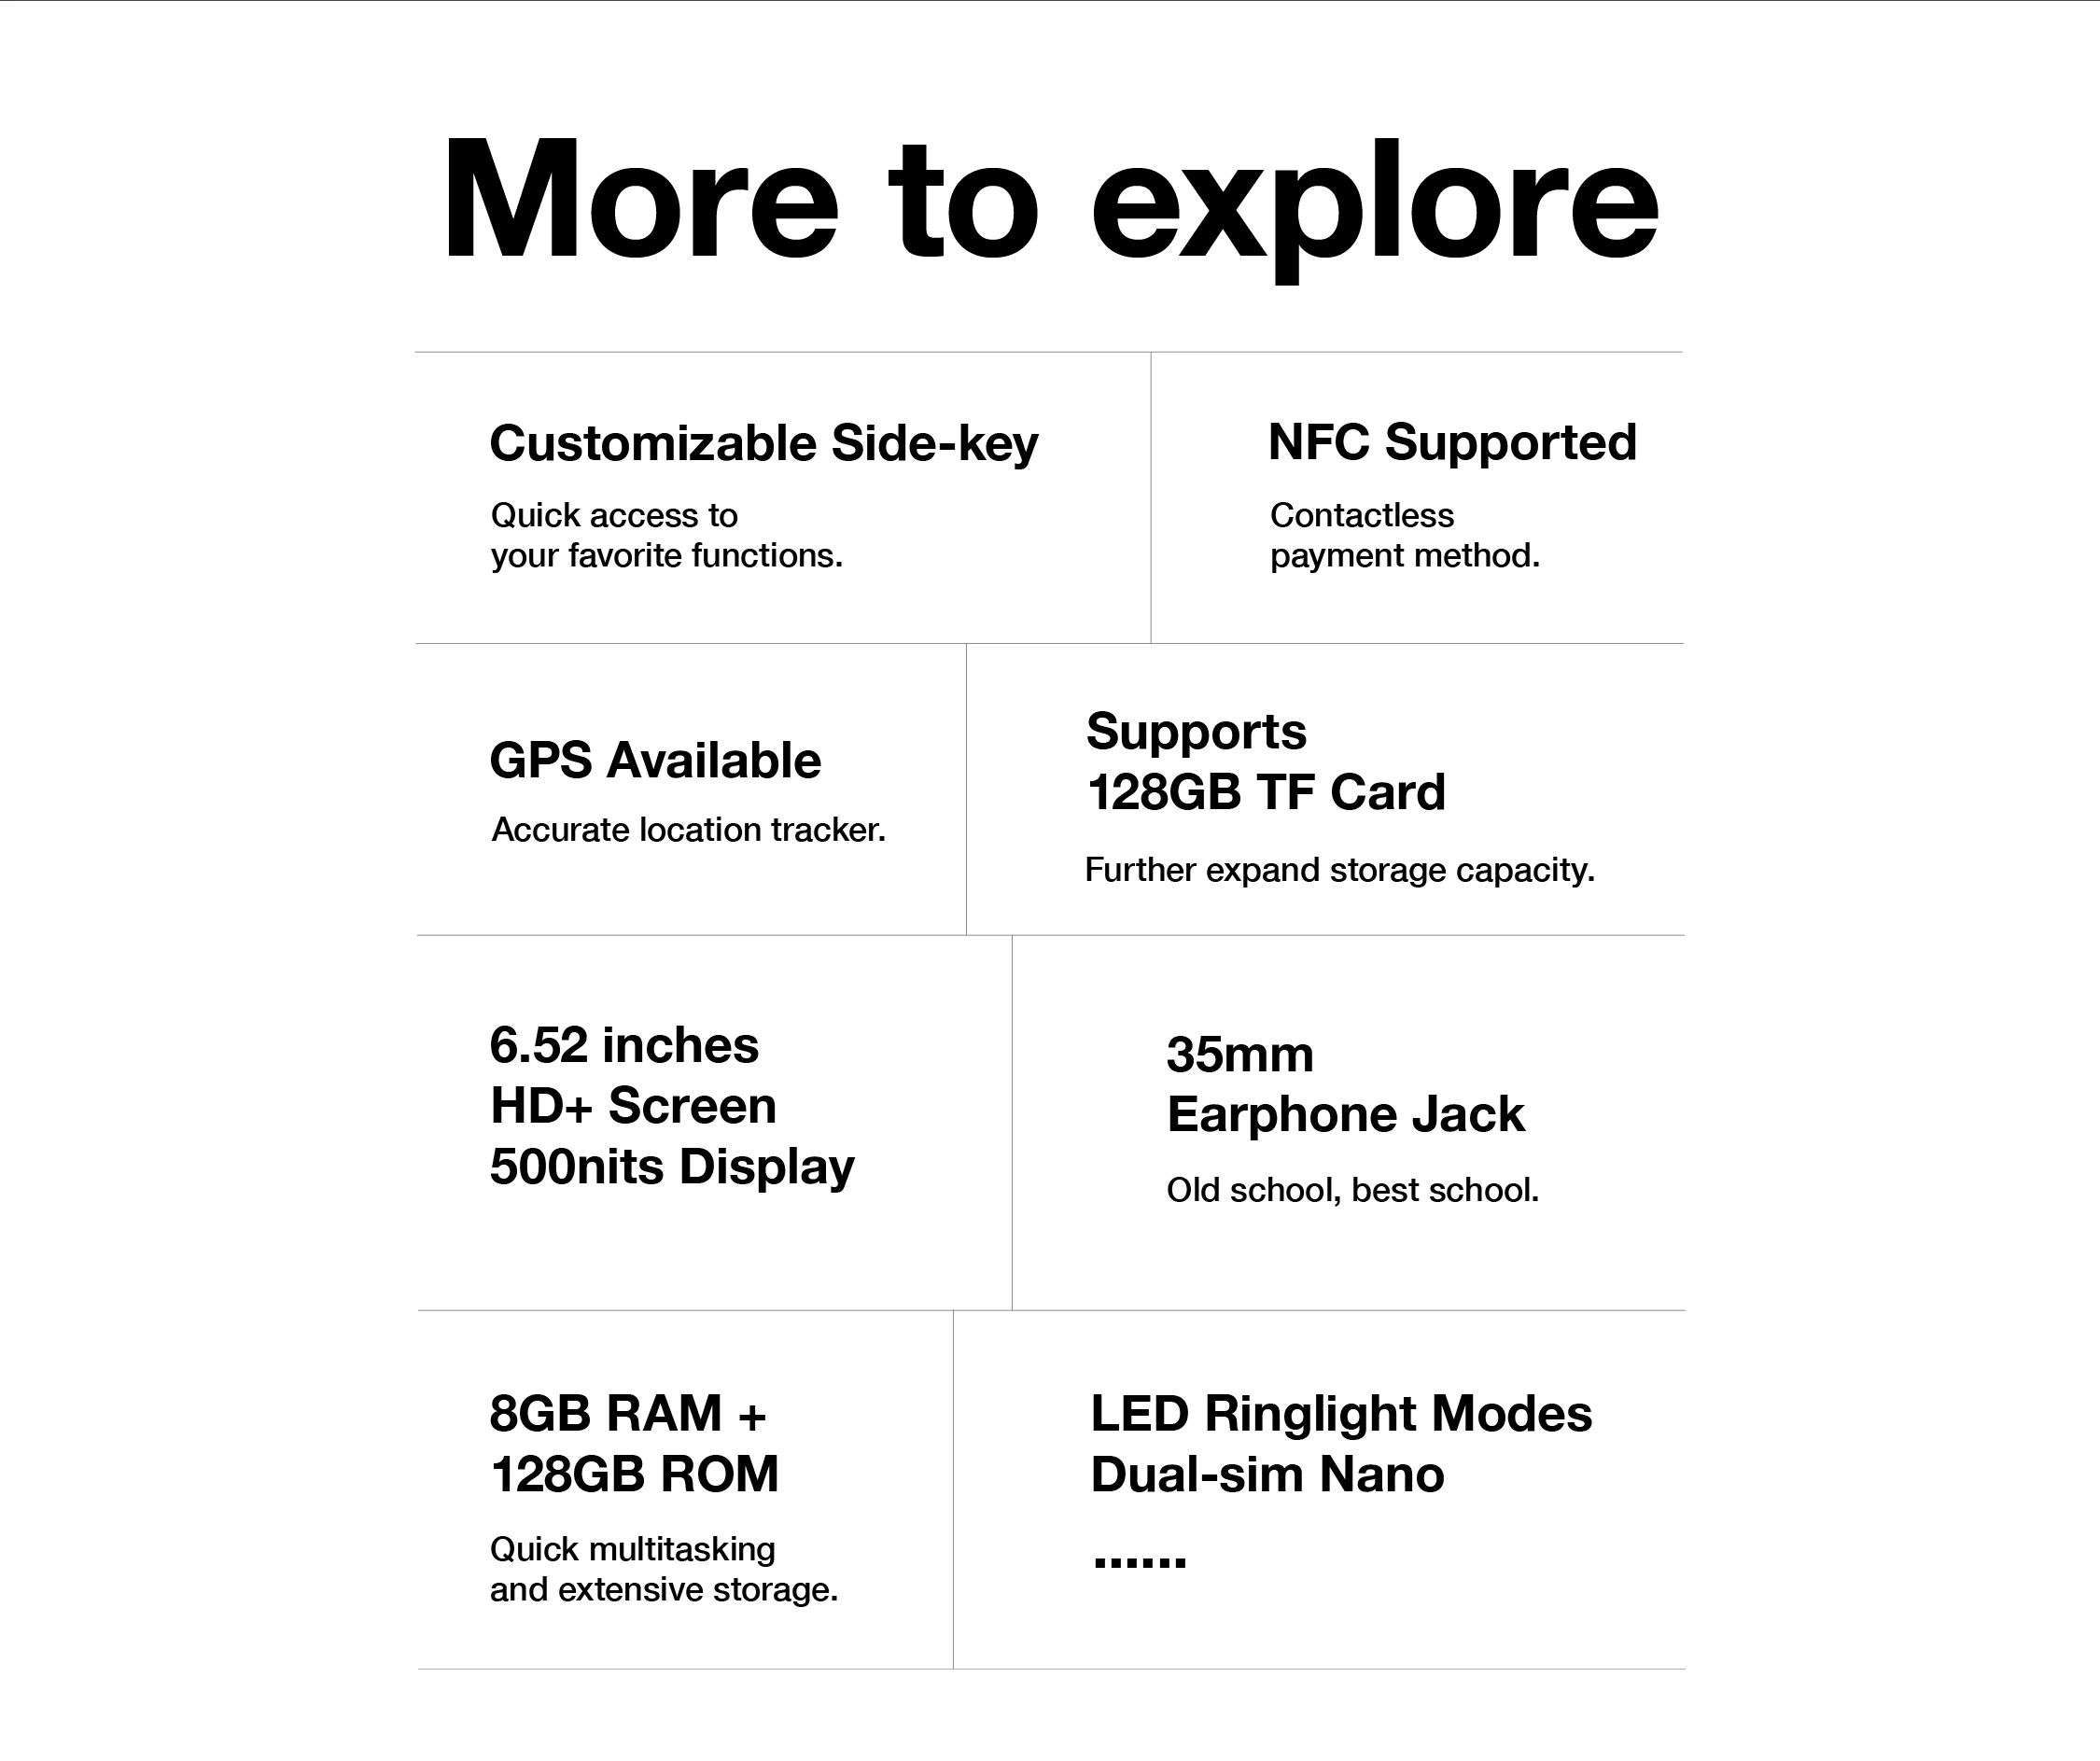 More to explore
Customizable Side-key
Quick access to
your favorite functions.
NFC Supported
Contactless
payment method.
GPS Available
Accurate location tracker.
Supports
128GB TF Card
Further expand storage capacity.
6.52 inches
HD+ Screen
500nits Display
35mm
Earphone Jack
Old school, best school.
8GB RAM +
128GB ROM
Quick multitasking
and extensive storage.
LED Ringlight Modes
Dual-sim Nano
......